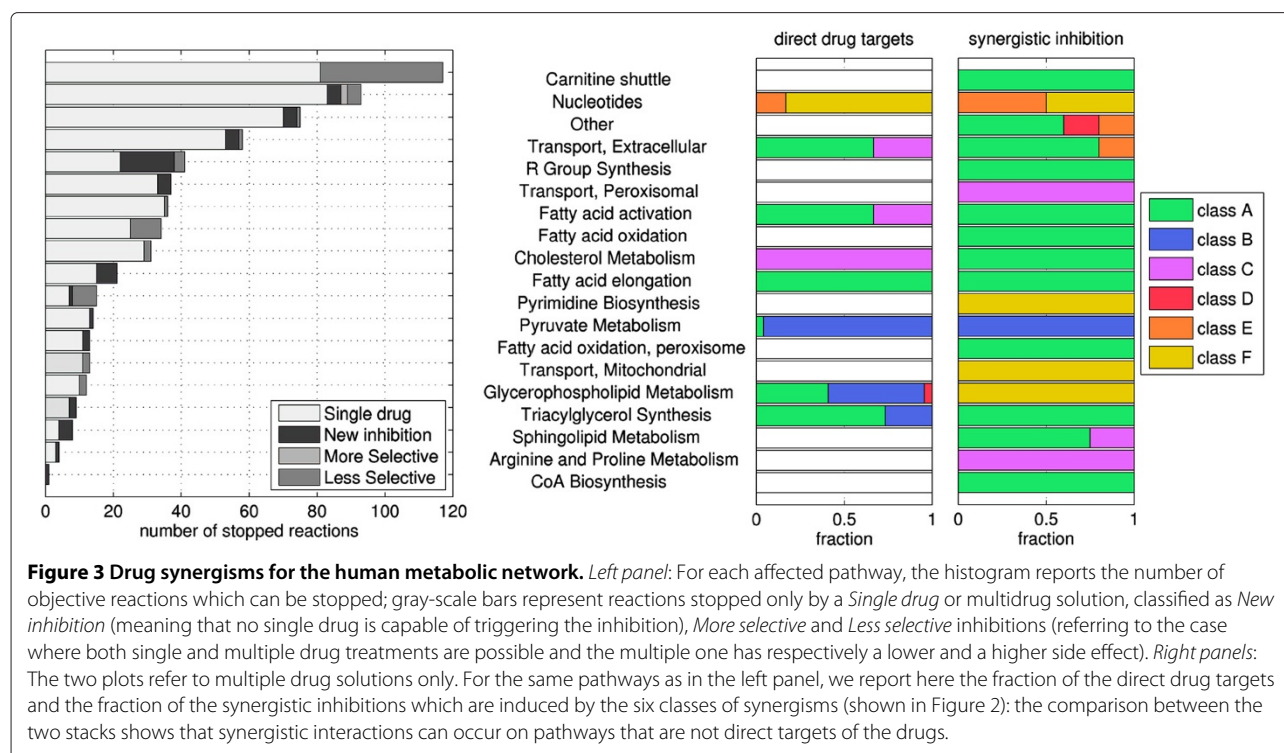 direct drug targets
synergistic inhibition
Carnitine shuttle
Nucleotides
Other
Transport, Extracellular
R Group Synthesis
Transport, Peroxisomal
Fatty acid activation
Fatty acid oxidation
Cholesterol Metabolism
Fatty acid elongation
Pyrimidine Biosynthesis
Pyruvate Metabolism
Fatty acid oxidation, peroxisome
Transport, Mitochondrial
Glycerophospholipid Metabolism
Triacylglycerol Synthesis
Sphingolipid Metabolism
Arginine and Proline Metabolism
CoA Biosynthesis
Single drug
New inhibition
More Selective
Less Selective
class A
class B
class C
class D
class E
class F
0 20 40 60 80 100 120
number of stopped reactions
0 0.5 1
fraction
0 0.5 1
fraction
Figure 3 Drug synergisms for the human metabolic network. Left panel: For each affected pathway, the histogram reports the number of
objective reactions which can be stopped; gray-scale bars represent reactions stopped only by a Single drug or multidrug solution, classified as New
inhibition (meaning that no single drug is capable of triggering the inhibition), More selective and Less selective inhibitions (referring to the case
where both single and multiple drug treatments are possible and the multiple one has respectively a lower and a higher side effect). Right panels:
The two plots refer to multiple drug solutions only. For the same pathways as in the left panel, we report here the fraction of the direct drug targets
and the fraction of the synergistic inhibitions which are induced by the six classes of synergisms (shown in Figure 2): the comparison between the
two stacks shows that synergistic interactions can occur on pathways that are not direct targets of the drugs.